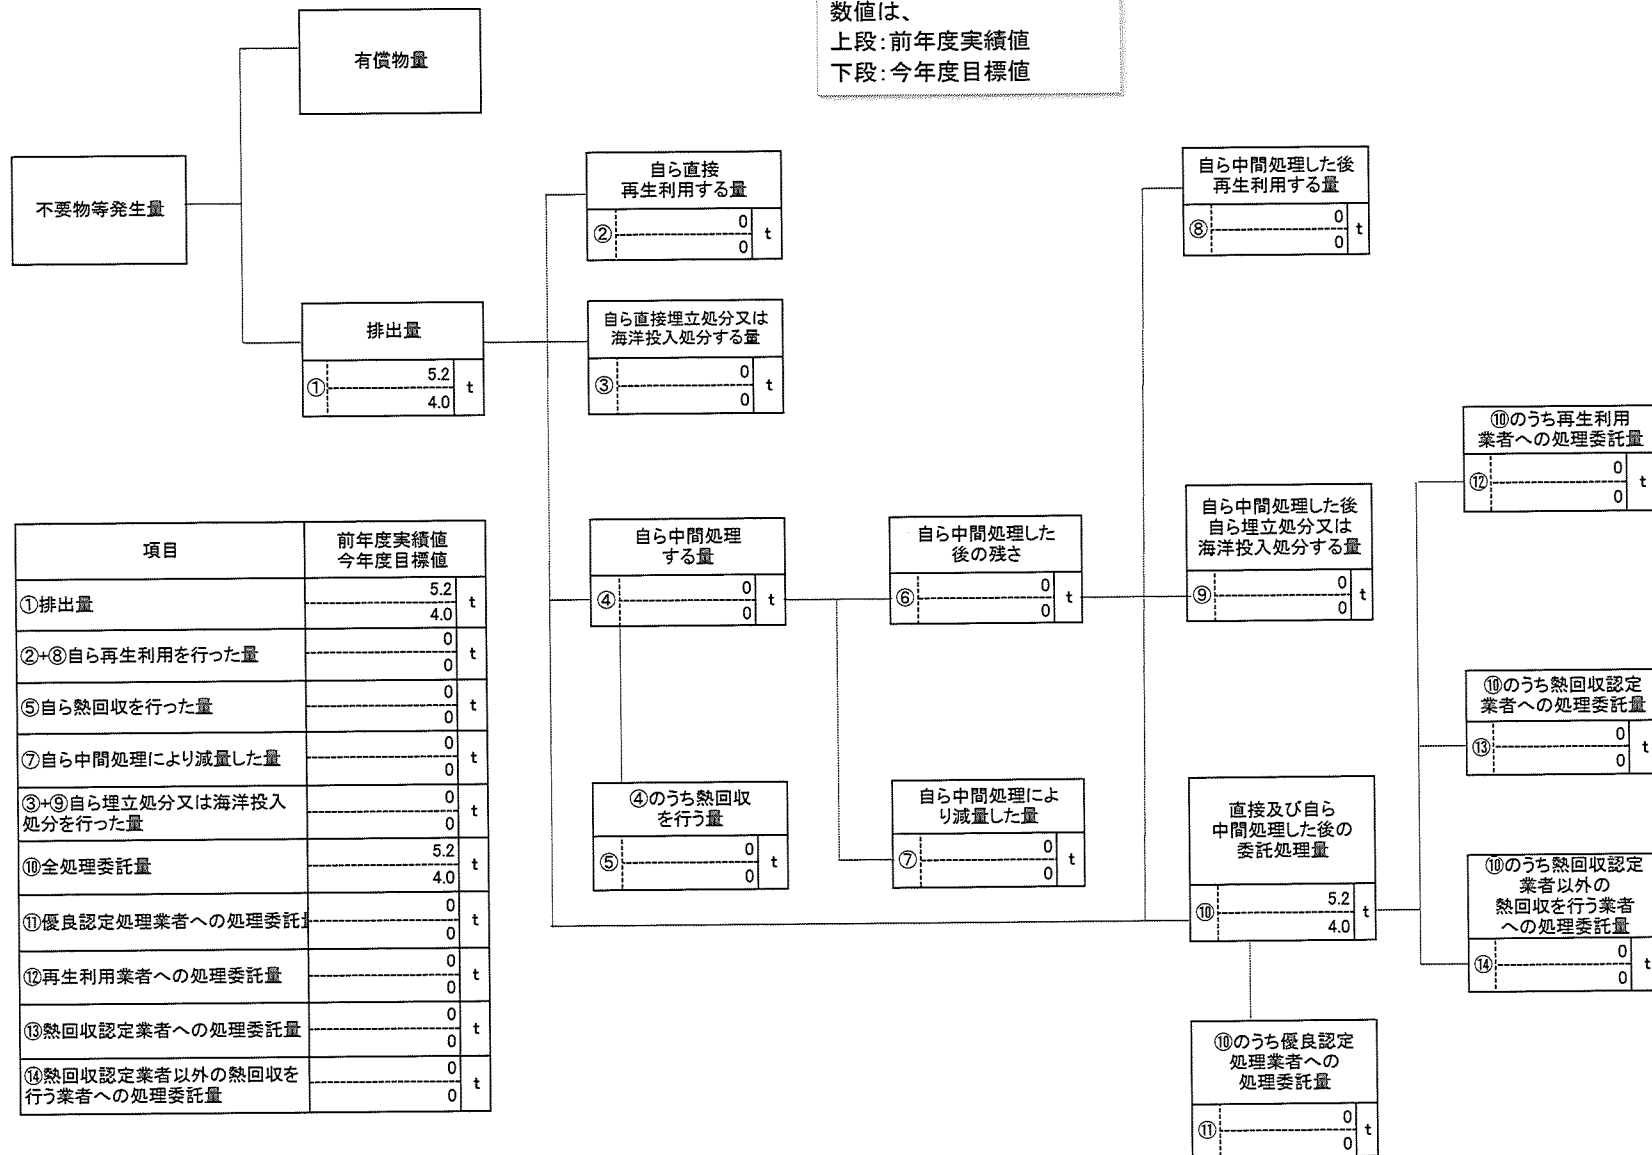 数値は、
上段:前年度実績値
下段:今年度目標値
有償物量
不要物等発生量
排出量
①
5.2
4.0
t
自ら直接
再生利用する量
②
0
0
t
自ら直接埋立処分又は
海洋投入処分する量
③
0
0
t
自ら中間処理
する量
④
0
0
t
④のうち熱回収
を行う量
⑤
0
0
t
自ら中間処理した
後の残さ
⑥
0
0
t
自ら中間処理によ
り減量した量
⑦
0
0
t
自ら中間処理した後
再生利用する量
⑧
0
0
t
自ら中間処理した後
自ら埋立処分又は
海洋投入処分する量
⑨
0
0
t
直接及び自ら
中間処理した後の
委託処理量
⑩
5.2
4.0
t
⑩のうち優良認定
処理業者への
処理委託量
⑪
0
0
t
⑩のうち再生利用
業者への処理委託量
⑫
0
0
t
⑩のうち熱回収認定
業者への処理委託量
⑬
0
0
t
⑩のうち熱回収認定
業者以外の
熱回収を行う業者
への処理委託量
⑭
0
0
t
項目
前年度実績値
今年度目標値
①排出量
5.2
4.0
t
②+⑧自ら再生利用を行った量
0
0
t
⑤自ら熱回収を行った量
0
0
t
⑦自ら中間処理により減量した量
0
0
t
③+⑨自ら埋立処分又は海洋投入
処分を行った量
0
0
t
⑩全処理委託量
5.2
4.0
t
⑪優良認定処理業者への処理委託
0
0
t
⑫再生利用業者への処理委託量
0
0
t
⑬熱回収認定業者への処理委託量
0
0
t
⑭熱回収認定業者以外の熱回収を
行う業者への処理委託量
0
0
t